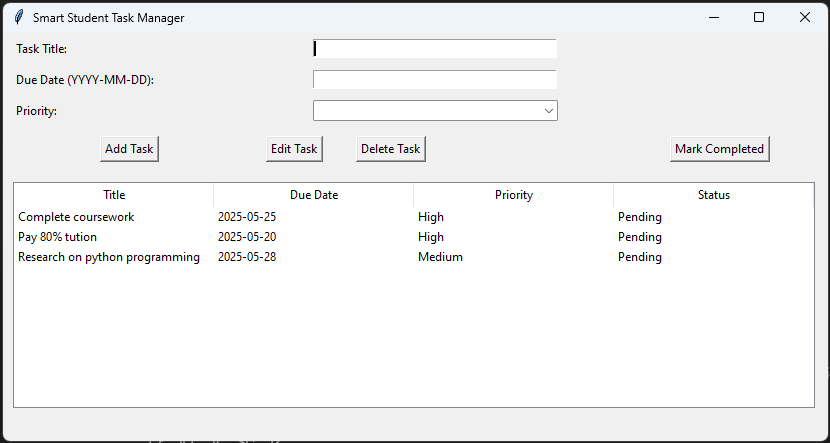 Smart Student Task Manager
Task Title:
Due Date (YYYY-MM-DD):
Priority:
Add Task Edit Task Delete Task Mark Completed
Title Due Date Priority Status
Complete coursework 2025-05-25 High Pending
Pay 80% tution 2025-05-20 High Pending
Research on python programming 2025-05-28 Medium Pending